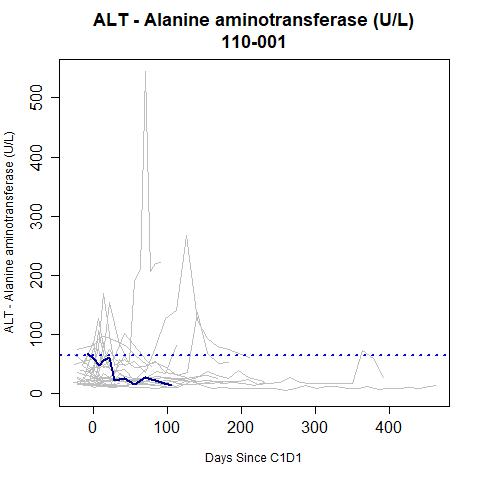 ALT - Alanine aminotransferase (U/L)
110-001
ALT - Alanine aminotransferase (U/L)
500
400
300
200
100
0
0 100 200 300 400
Days Since C1D1